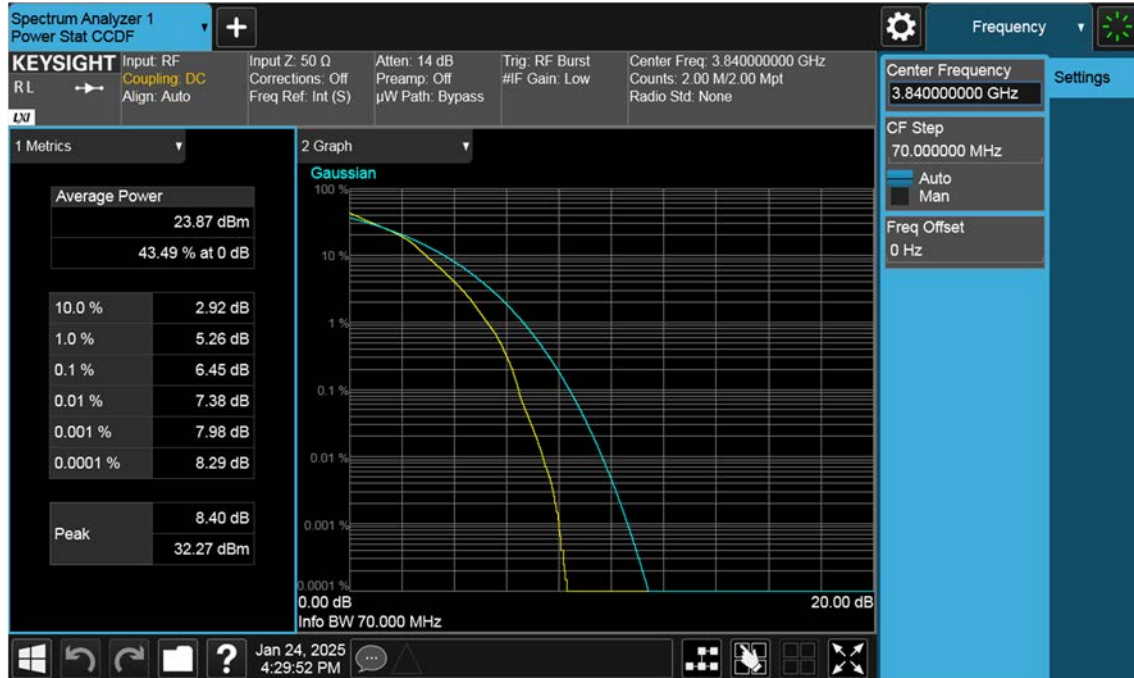 Spectrum Analyzer 1
Power Stat CCDF
+
Frequency
KEYSIGHT
RL
LXI
Input: RF
Coupling: DC
Align: Auto
Input Z: 50 Ω
Corrections: Off
Freq Ref: Int (S)
Atten: 14 dB
Preamp: Off
µW Path: Bypass
Trig: RF Burst
#IF Gain: Low
Center Freq: 3.840000000 GHz
Counts: 2.00 M/2.00 Mpt
Radio Std: None
Center Frequency
3.840000000 GHz
Settings
CF Step
70.000000 MHz
Auto
Man
Freq Offset
0 Hz
1 Metrics
Average Power
23.87 dBm
43.49 % at 0 dB
10.0 % 2.92 dB
1.0 % 5.26 dB
0.1 % 6.45 dB
0.01 % 7.38 dB
0.001 % 7.98 dB
0.0001 % 8.29 dB
Peak
8.40 dB
32.27 dBm
2 Graph
Gaussian
100 %
10 %
1 %
0.1 %
0.01 %
0.001 %
0.0001 %
0.00 dB 20.00 dB
Info BW 70.000 MHz
?
Jan 24, 2025
4:29:52 PM